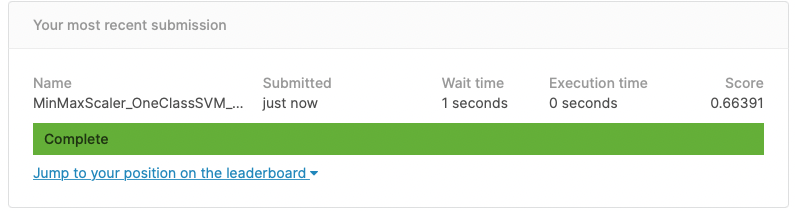 Your most recent submission
Name Submitted Wait time Execution time Score
MinMaxScaler_OneClassSVM_... just now 1 seconds 0 seconds 0.66391
Complete
Jump to your position on the leaderboard